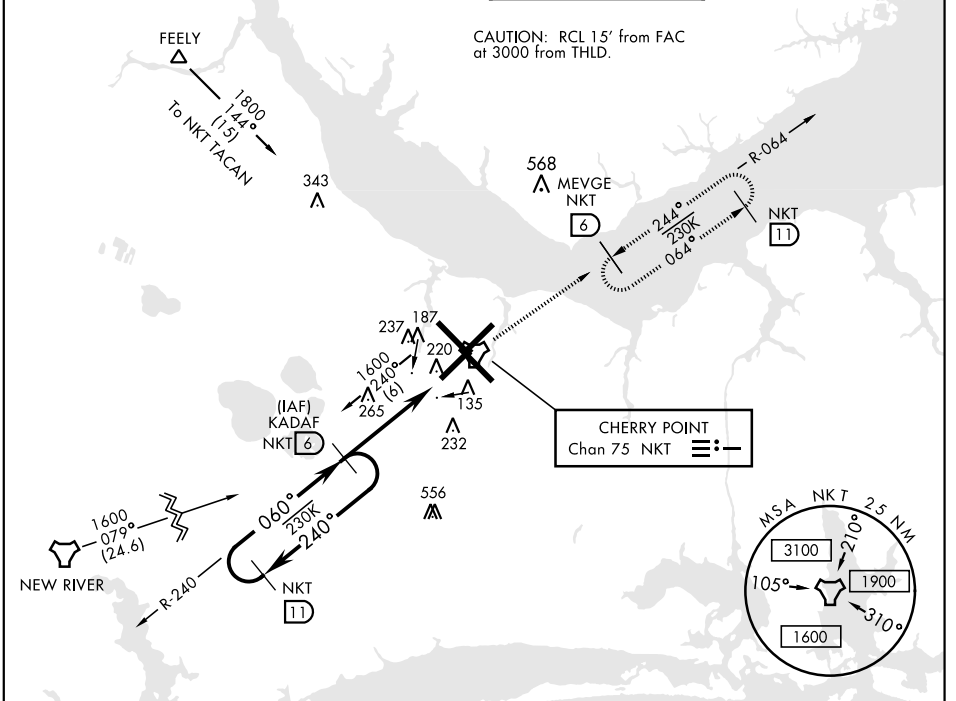 CAUTION: RCL 15' from FAC
at 3000 from THLD.
FEELY
1800
144°
(15)
To NKT TACAN
343
568
MEVGE
NKT
6
R-064
244°
230K
064°
NKT
11
237
187
220
1600
240°
(6)
265
135
232
(IAF)
KADAF
NKT 6
CHERRY POINT
Chan 75 NKT
556
060°
230K
240°
1600
079°
(24.6)
NEW RIVER
R-240
NKT
11
MSA NKT 25 NM
3100
210°
105°
1900
310°
1600